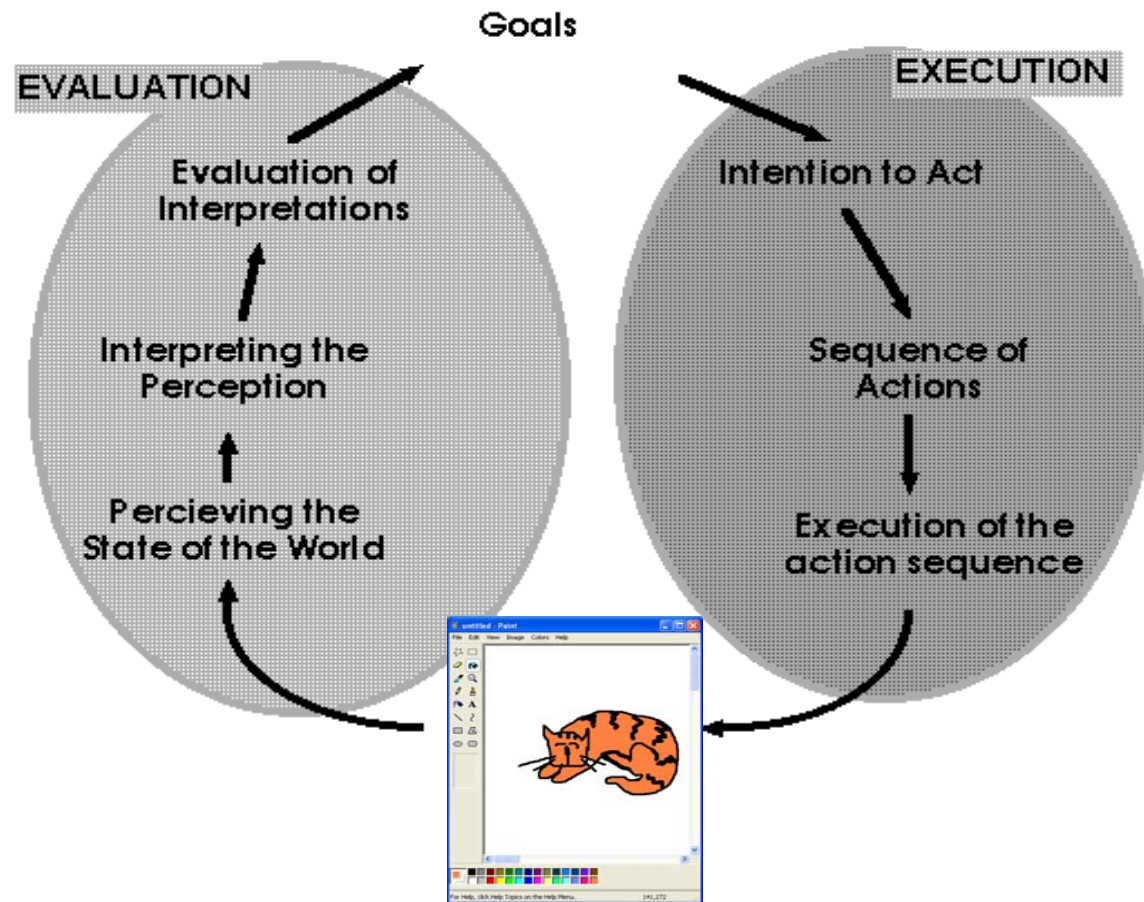 Goals
EVALUATION
EXECUTION
Evaluation of
Interpretations
Intention to Act
Interpreting the
Perception
Sequence of
Actions
Percieving the
State of the World
Execution of the
action sequence
untitled - Paint
File Edit View Image Colors Help
For Help, click Help Topics on the Help Menu.
141,272